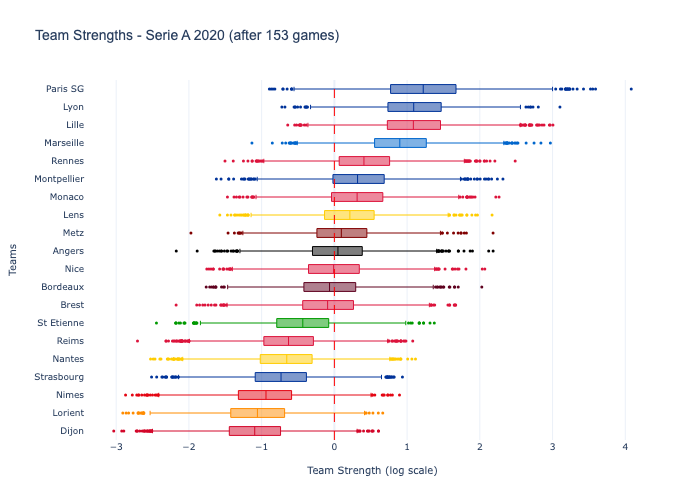 Team Strengths - Serie A 2020 (after 153 games)
Paris SG
Lyon
Lille
Marseille
Rennes
Montpellier
Monaco
Lens
Metz
Angers
Nice
Bordeaux
Brest
St Etienne
Reims
Nantes
Strasbourg
Nimes
Lorient
Dijon
Teams
−3 −2 −1 0 1 2 3 4
Team Strength (log scale)